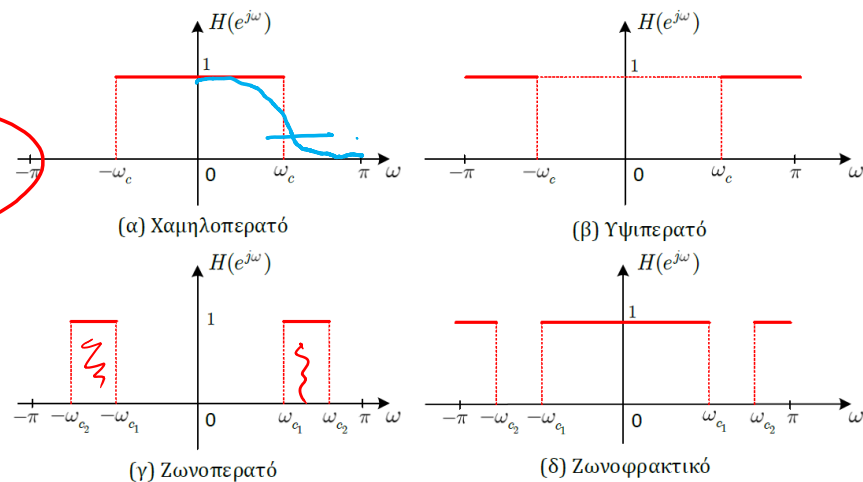 H(e^{jω}) H(e^{jω})
1 1
−π −ω_c 0 ω_c π ω −π −ω_c 0 ω_c π ω
(α) Χαμηλοπερατό (β) Υψιπερατό
H(e^{jω}) H(e^{jω})
1 1
−π −ω_{c_2} −ω_{c_1} 0 ω_{c_1} ω_{c_2} π ω −π −ω_{c_2} −ω_{c_1} 0 ω_{c_1} ω_{c_2} π ω
(γ) Ζωνοπερατό (δ) Ζωνοφρακτικό